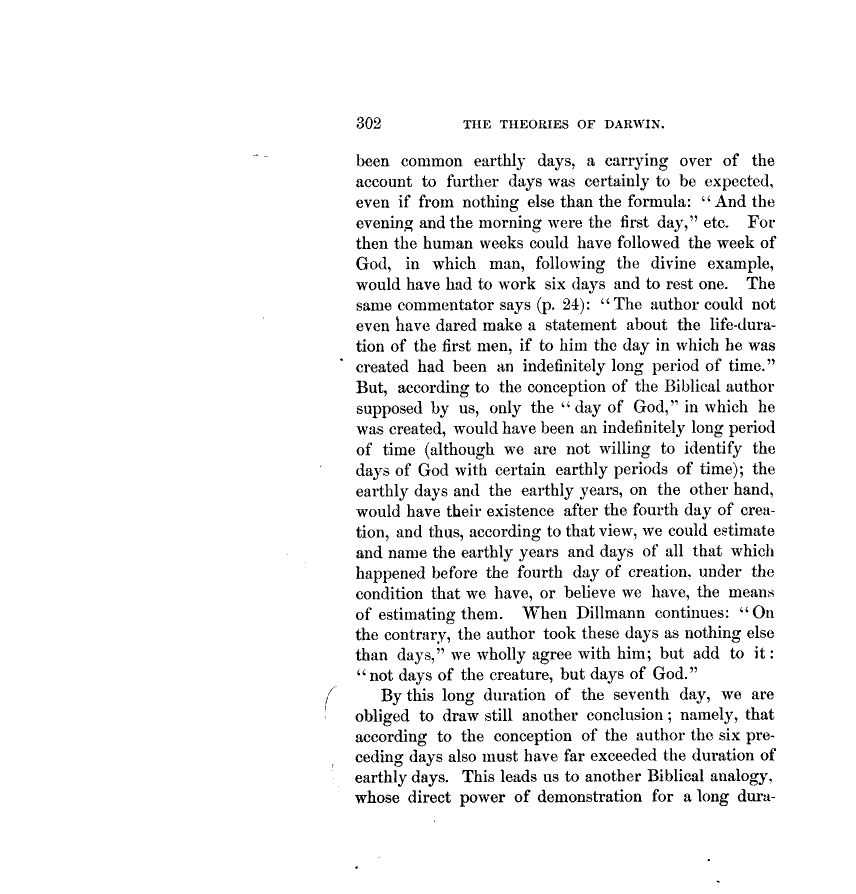 302 THE THEORIES OF DARWIN.
been common earthly days, a carrying over of the
account to further days was certainly to be expected,
even if from nothing else than the formula: “And the
evening and the morning were the first day,” etc. For
then the human weeks could have followed the week of
God, in which man, following the divine example,
would have had to work six days and to rest one. The
same commentator says (p. 24): “The author could not
even have dared make a statement about the life-dura-
tion of the first men, if to him the day in which he was
created had been an indefinitely long period of time.”
But, according to the conception of the Biblical author
supposed by us, only the “day of God,” in which he
was created, would have been an indefinitely long period
of time (although we are not willing to identify the
days of God with certain earthly periods of time); the
earthly days and the earthly years, on the other hand,
would have their existence after the fourth day of crea-
tion, and thus, according to that view, we could estimate
and name the earthly years and days of all that which
happened before the fourth day of creation, under the
condition that we have, or believe we have, the means
of estimating them. When Dillmann continues: “On
the contrary, the author took these days as nothing else
than days,” we wholly agree with him; but add to it:
“not days of the creature, but days of God.”
By this long duration of the seventh day, we are
obliged to draw still another conclusion; namely, that
according to the conception of the author the six pre-
ceding days also must have far exceeded the duration of
earthly days. This leads us to another Biblical analogy,
whose direct power of demonstration for a long dura-